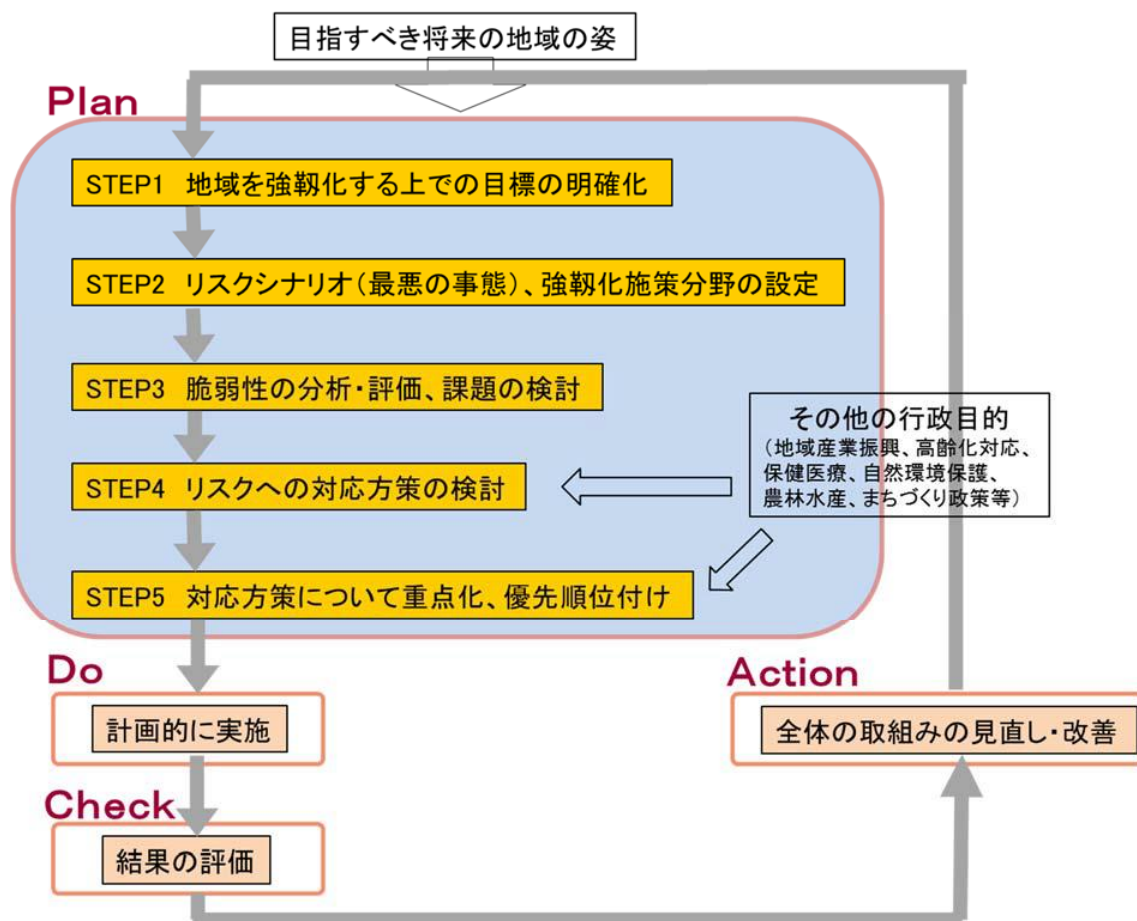 目指すべき将来の地域の姿
Plan
STEP1 地域を強靱化する上での目標の明確化
STEP2 リスクシナリオ（最悪の事態）、強靱化施策分野の設定
STEP3 脆弱性の分析・評価、課題の検討
その他の行政目的
（地域産業振興、高齢化対応、
保健医療、自然環境保護、
農林水産、まちづくり政策等）
STEP4 リスクへの対応方策の検討
STEP5 対応方策について重点化、優先順位付け
Do
計画的に実施
Action
全体の取組みの見直し・改善
Check
結果の評価